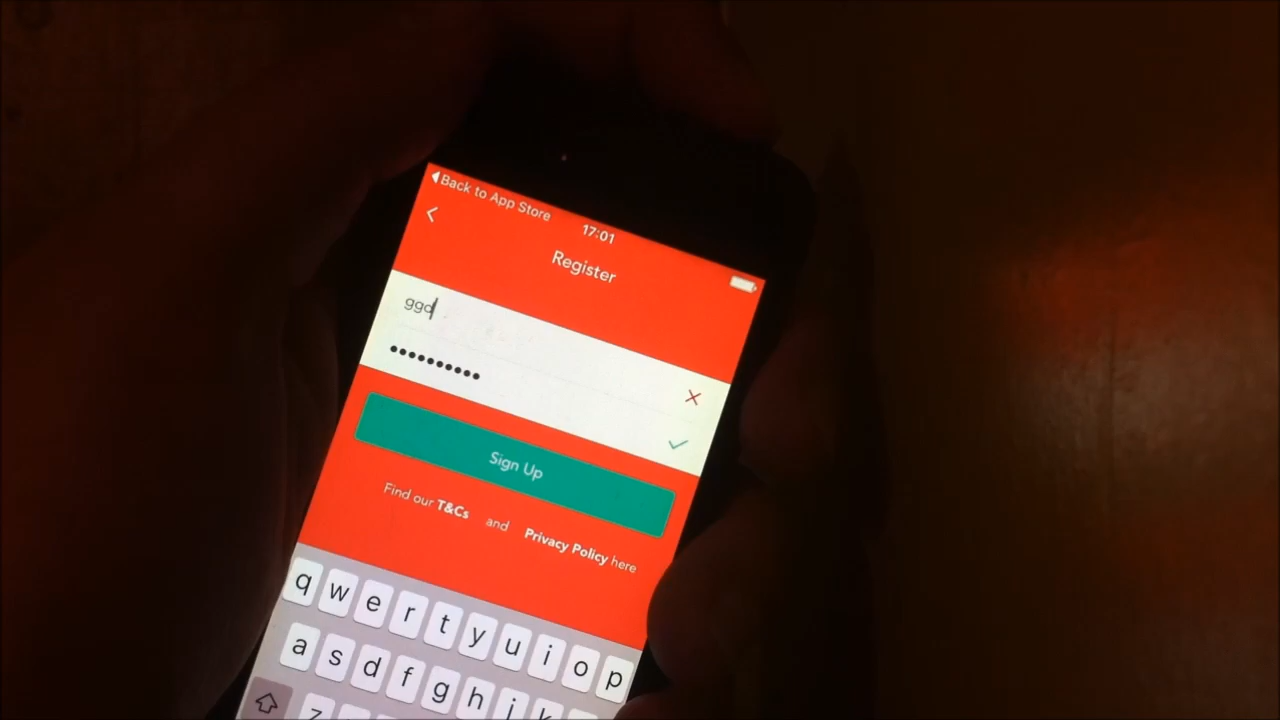 Back to App Store
17:01
Register
ggd
Sign Up
Find our T&Cs and Privacy Policy here
q w e r t y u i o p
a s d f g h j k
z